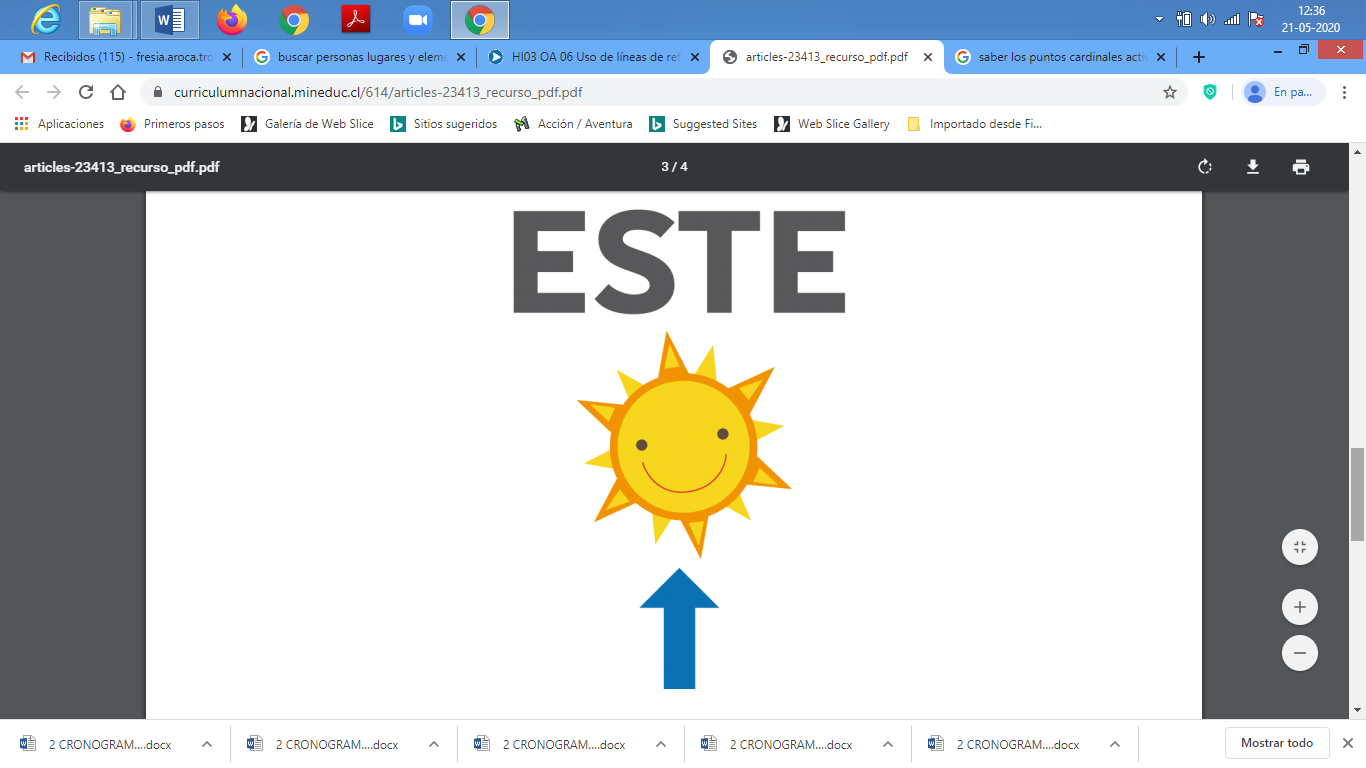 12:36
21-05-2020
Recibidos (115) - fresia.aroca.tro
buscar personas lugares y eleme
HI03 OA 06 Uso de líneas de ref
articles-23413_recurso_pdf.pdf
saber los puntos cardinales activ
curriculumnacional.mineduc.cl/614/articles-23413_recurso_pdf.pdf
En pa...
Aplicaciones
Primeros pasos
Galería de Web Slice
Sitios sugeridos
Acción / Aventura
Suggested Sites
Web Slice Gallery
Importado desde Fi...
articles-23413_recurso_pdf.pdf
3 / 4
ESTE
2 CRONOGRAM....docx
2 CRONOGRAM....docx
2 CRONOGRAM....docx
2 CRONOGRAM....docx
2 CRONOGRAM....docx
Mostrar todo